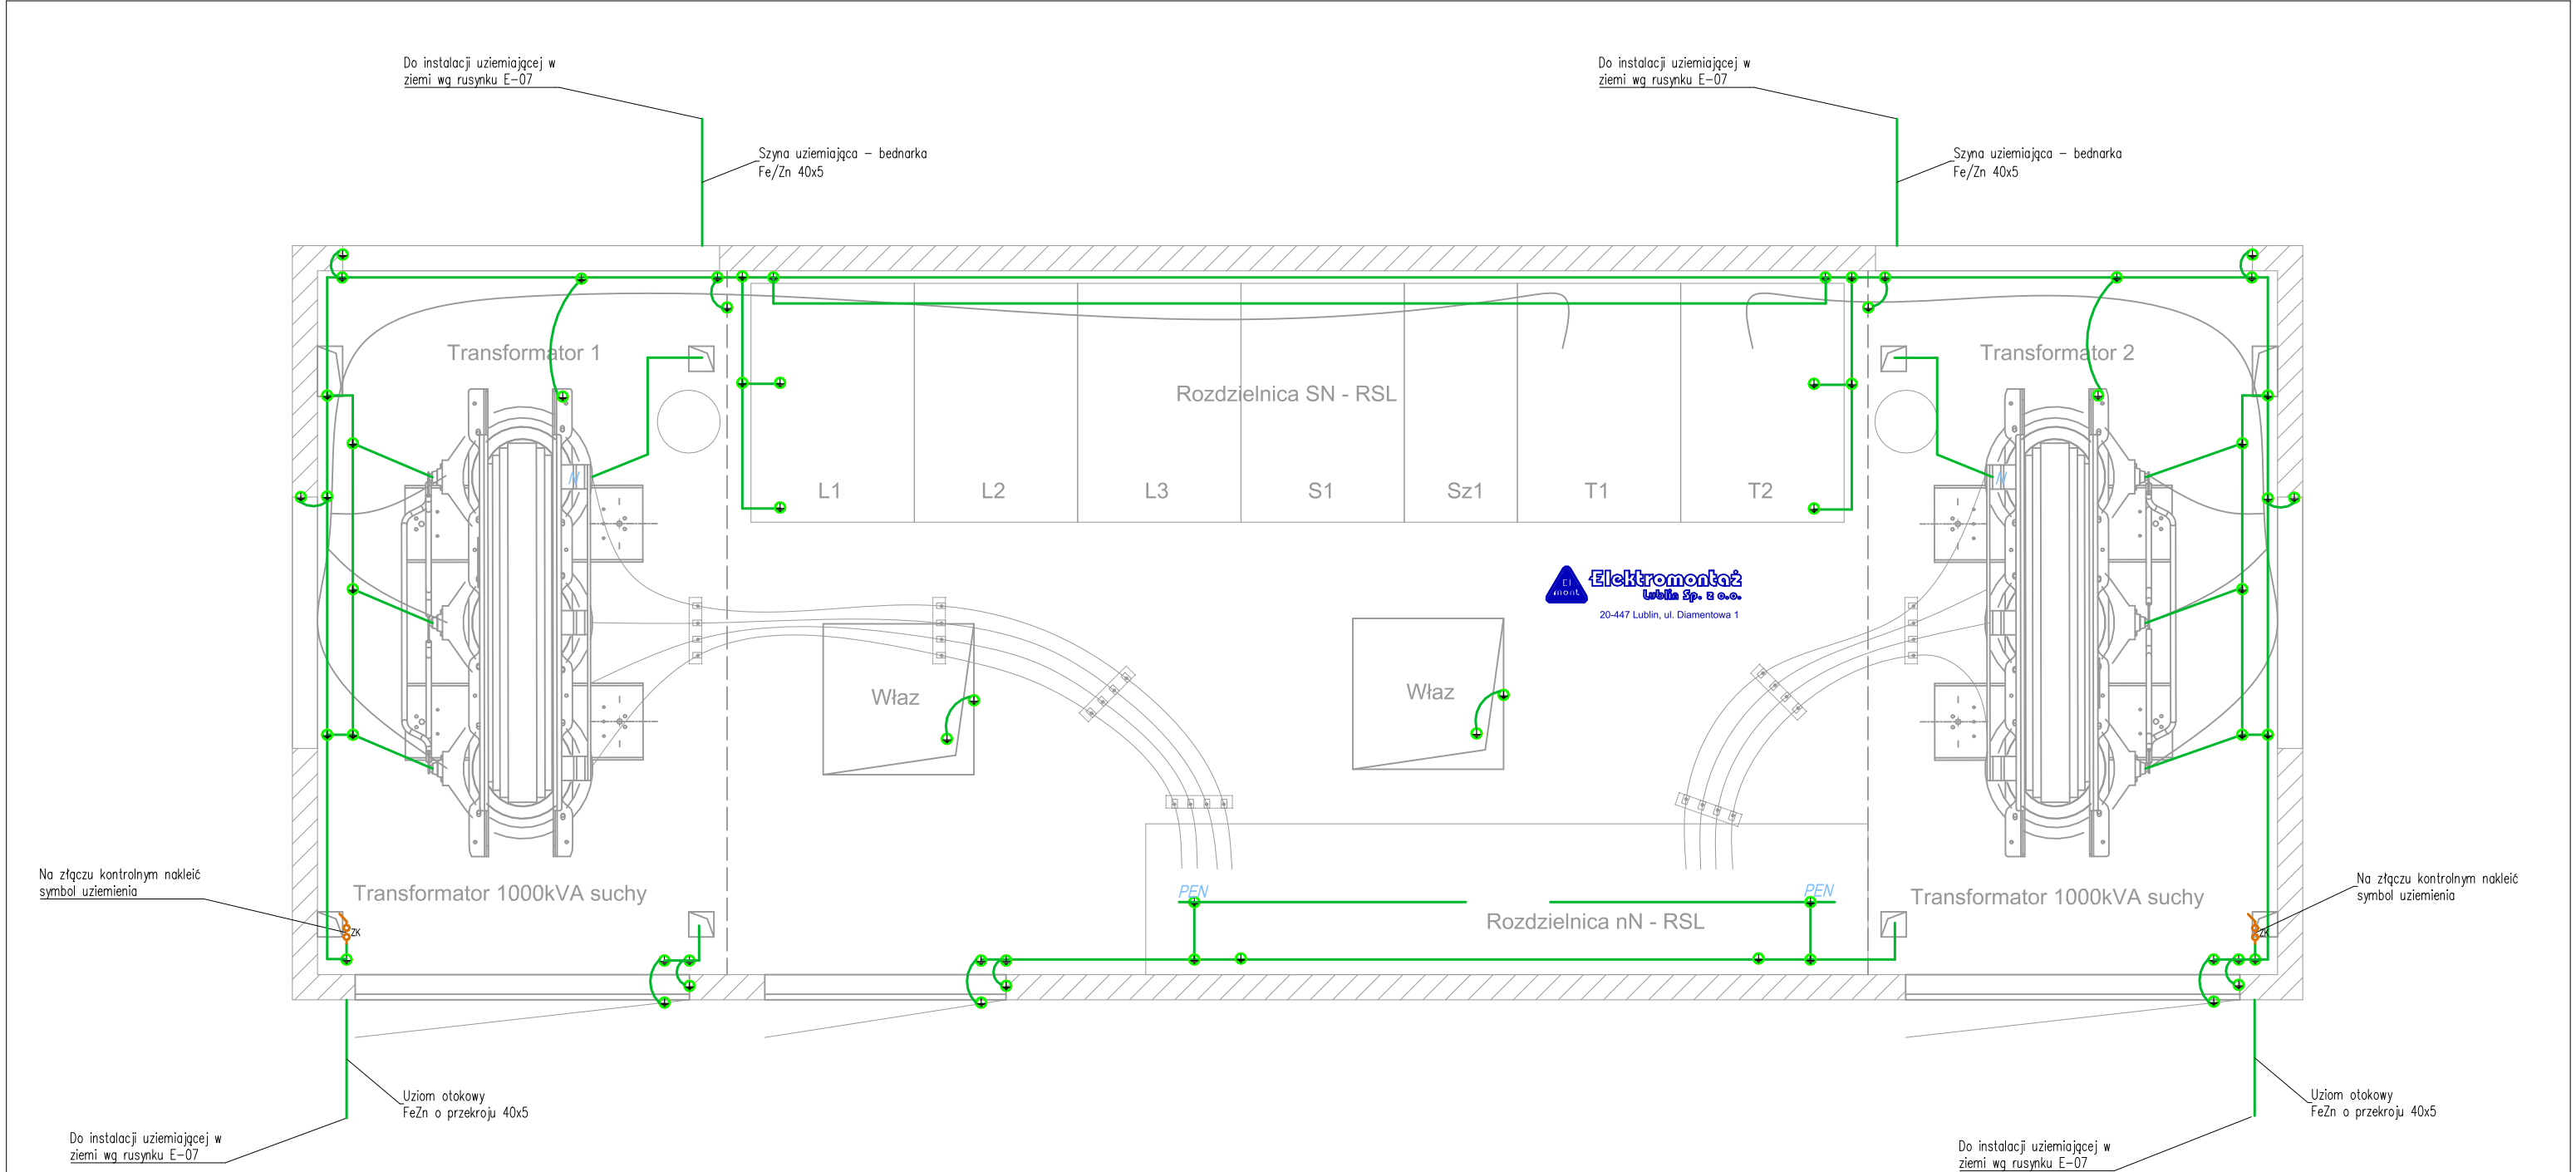 Do instalacji uziemiającej w
ziemi wg rusynku E-07
Do instalacji uziemiającej w
ziemi wg rusynku E-07
Szyna uziemiająca - bednarka
Fe/Zn 40x5
Szyna uziemiająca - bednarka
Fe/Zn 40x5
Transformator 1
Transformator 2
Rozdzielnica SN - RSL
N
N
L1
L2
L3
S1
Sz1
T1
T2
El
mont
Elektromontaż
Lublin Sp. z o.o.
20-447 Lublin, ul. Diamentowa 1
Właz
Właz
Na złączu kontrolnym nakleić
symbol uziemienia
Transformator 1000kVA suchy
PEN
PEN
Transformator 1000kVA suchy
Na złączu kontrolnym nakleić
symbol uziemienia
Rozdzielnica nN - RSL
ZK
ZK
Uziom otokowy
FeZn o przekroju 40x5
Uziom otokowy
FeZn o przekroju 40x5
Do instalacji uziemiającej w
ziemi wg rusynku E-07
Do instalacji uziemiającej w
ziemi wg rusynku E-07